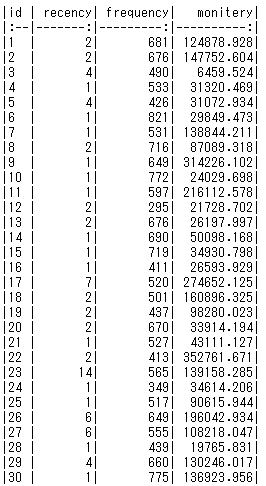 |id | recency| frequency| monitery|
|:--|-------:|---------:|----------:|
|1 | 2| 681| 124878.928|
|2 | 2| 676| 147752.604|
|3 | 4| 490| 6459.524|
|4 | 1| 533| 31320.469|
|5 | 4| 426| 31072.934|
|6 | 1| 821| 29849.473|
|7 | 1| 531| 138844.211|
|8 | 2| 716| 87089.318|
|9 | 1| 649| 314226.102|
|10 | 1| 772| 24029.698|
|11 | 1| 597| 216112.578|
|12 | 2| 295| 21728.702|
|13 | 2| 676| 26197.997|
|14 | 1| 690| 50098.168|
|15 | 1| 719| 34930.798|
|16 | 1| 411| 26593.929|
|17 | 7| 520| 274652.125|
|18 | 2| 501| 160896.325|
|19 | 2| 437| 98280.023|
|20 | 2| 670| 33914.194|
|21 | 1| 527| 43111.127|
|22 | 2| 413| 352761.671|
|23 | 14| 565| 139158.285|
|24 | 1| 349| 34614.206|
|25 | 1| 517| 90615.944|
|26 | 6| 649| 196042.934|
|27 | 6| 555| 108218.047|
|28 | 1| 439| 19765.831|
|29 | 4| 660| 130246.017|
|30 | 1| 775| 136923.956|